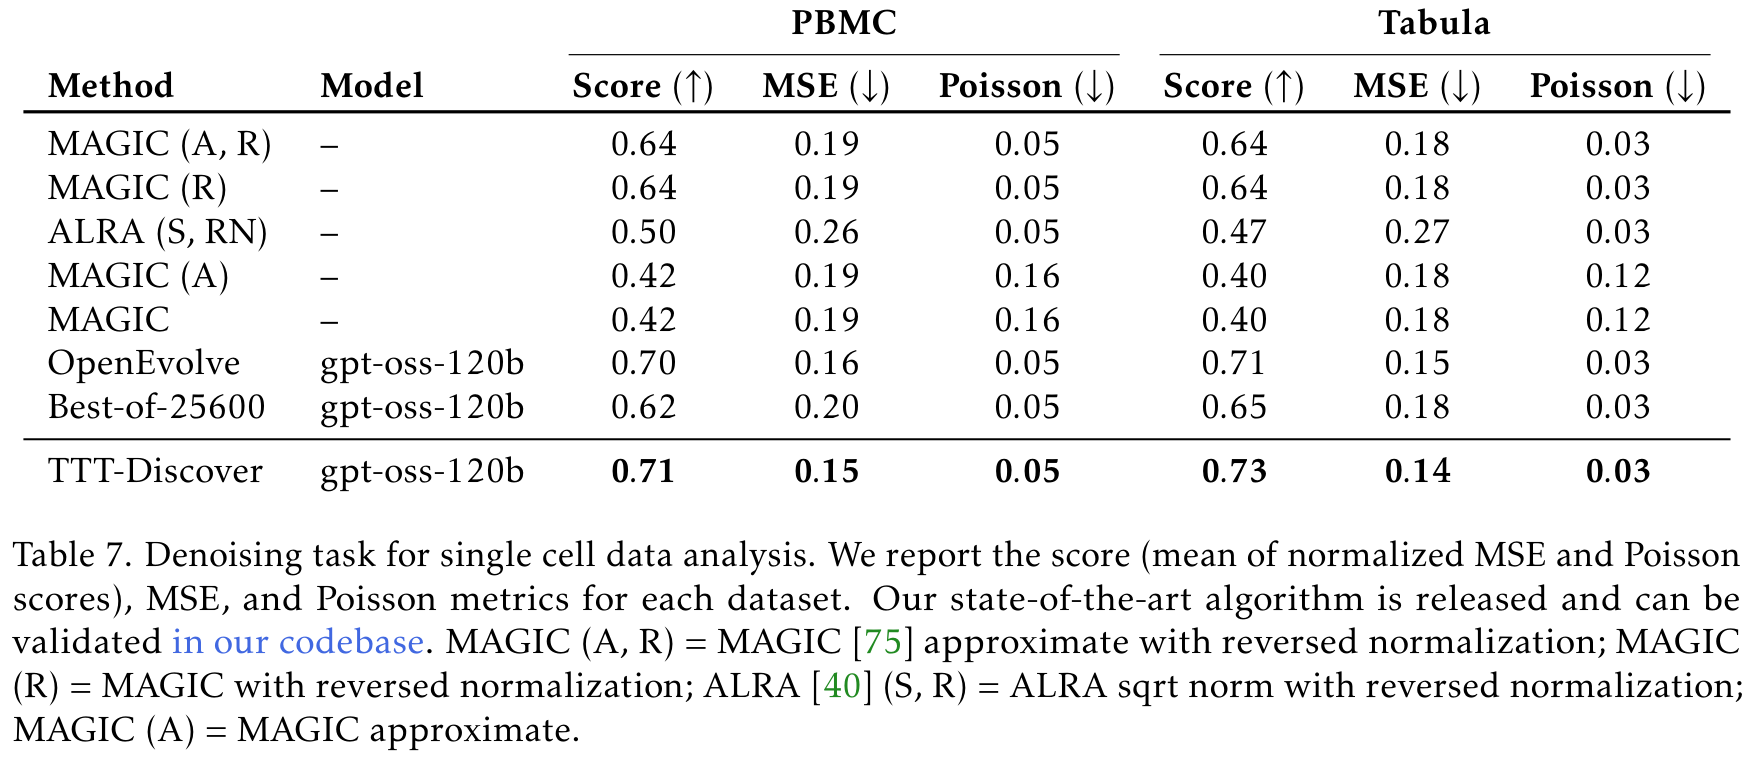 PBMC Tabula
Method Model Score (↑) MSE (↓) Poisson (↓) Score (↑) MSE (↓) Poisson (↓)
MAGIC (A, R) – 0.64 0.19 0.05 0.64 0.18 0.03
MAGIC (R) – 0.64 0.19 0.05 0.64 0.18 0.03
ALRA (S, RN) – 0.50 0.26 0.05 0.47 0.27 0.03
MAGIC (A) – 0.42 0.19 0.16 0.40 0.18 0.12
MAGIC – 0.42 0.19 0.16 0.40 0.18 0.12
OpenEvolve gpt-oss-120b 0.70 0.16 0.05 0.71 0.15 0.03
Best-of-25600 gpt-oss-120b 0.62 0.20 0.05 0.65 0.18 0.03
TTT-Discover gpt-oss-120b 0.71 0.15 0.05 0.73 0.14 0.03
Table 7. Denoising task for single cell data analysis. We report the score (mean of normalized MSE and Poisson
scores), MSE, and Poisson metrics for each dataset. Our state-of-the-art algorithm is released and can be
validated in our codebase. MAGIC (A, R) = MAGIC [75] approximate with reversed normalization; MAGIC
(R) = MAGIC with reversed normalization; ALRA [40] (S, R) = ALRA sqrt norm with reversed normalization;
MAGIC (A) = MAGIC approximate.